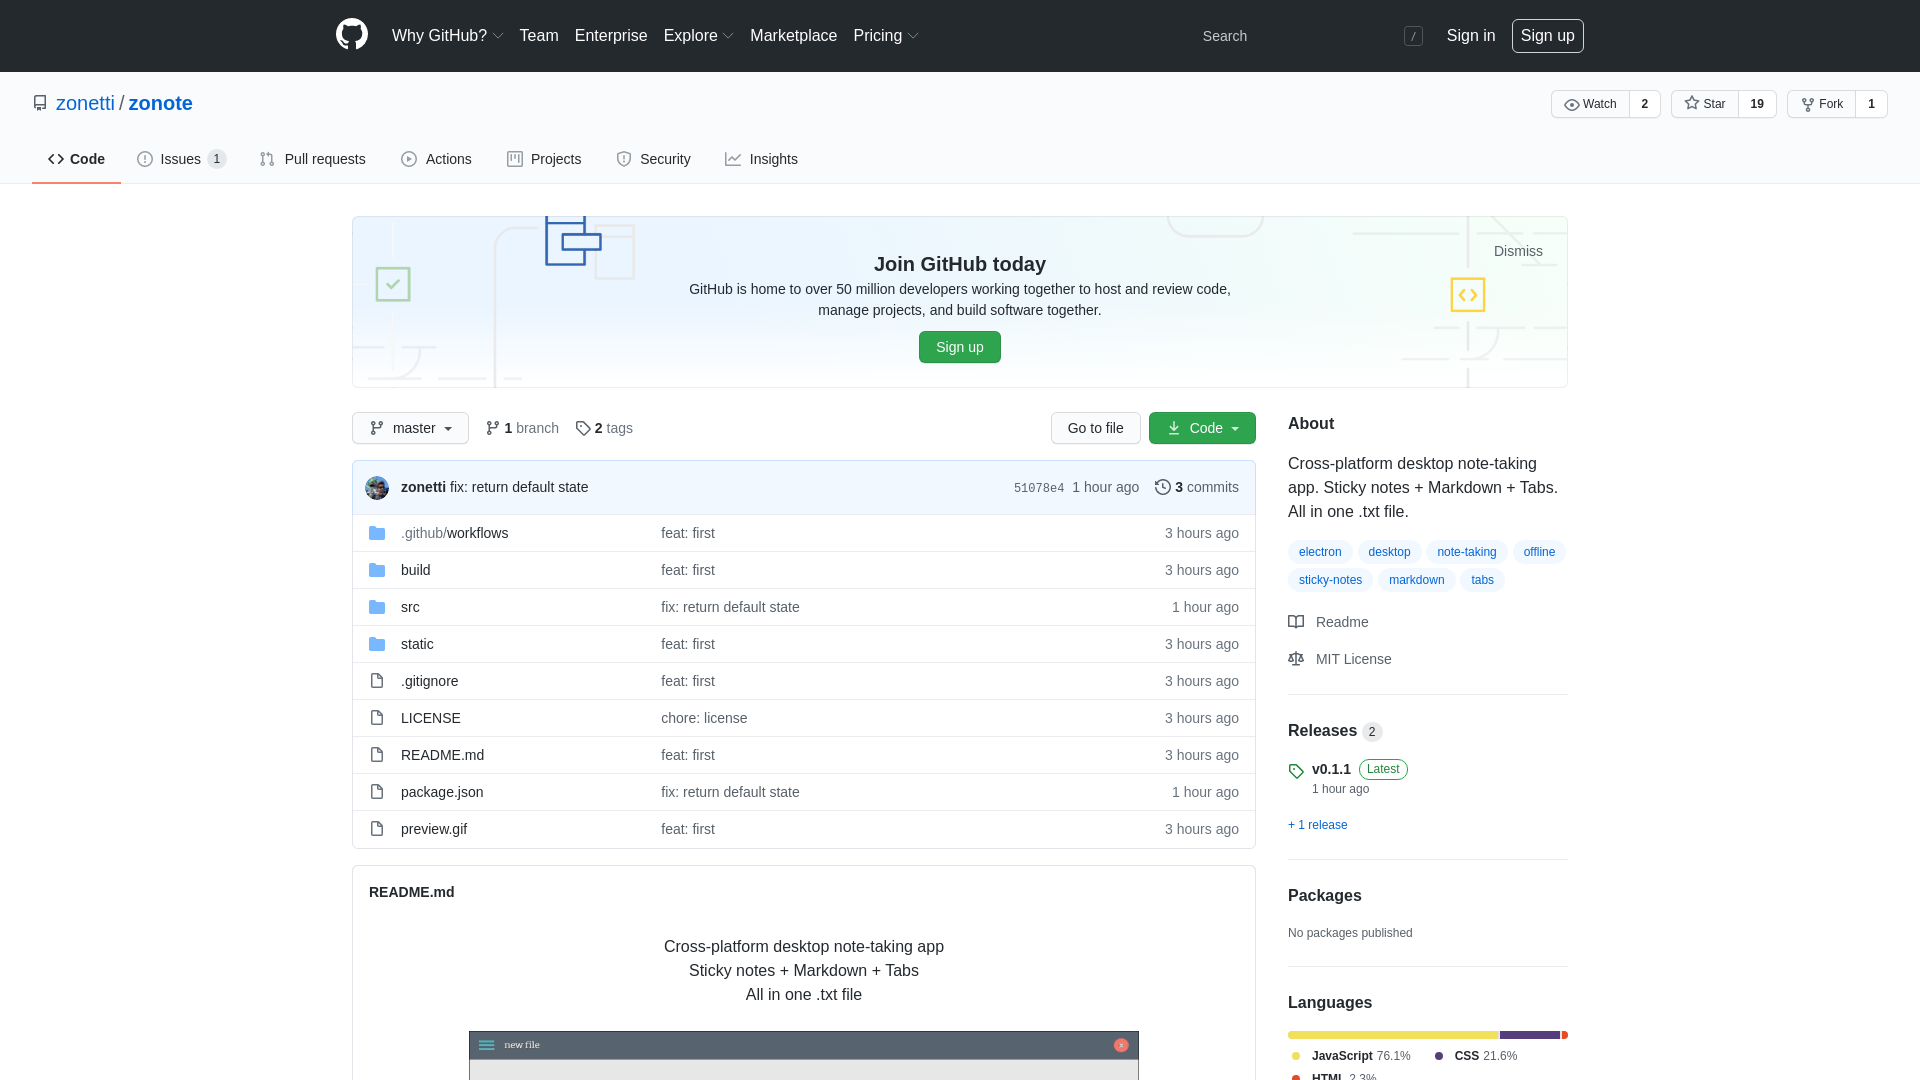 Why GitHub? Team Enterprise Explore Marketplace Pricing Search / Sign in Sign up
zonetti / zonote
Watch 2 Star 19 Fork 1
Code Issues 1 Pull requests Actions Projects Security Insights
Dismiss
Join GitHub today
GitHub is home to over 50 million developers working together to host and review code,
manage projects, and build software together.
Sign up
master 1 branch 2 tags Go to file Code
zonetti fix: return default state 51078e4 1 hour ago 3 commits
.github/workflows feat: first 3 hours ago
build feat: first 3 hours ago
src fix: return default state 1 hour ago
static feat: first 3 hours ago
.gitignore feat: first 3 hours ago
LICENSE chore: license 3 hours ago
README.md feat: first 3 hours ago
package.json fix: return default state 1 hour ago
preview.gif feat: first 3 hours ago
README.md
Cross-platform desktop note-taking app
Sticky notes + Markdown + Tabs
All in one .txt file
new file
About
Cross-platform desktop note-taking
app. Sticky notes + Markdown + Tabs.
All in one .txt file.
electron desktop note-taking offline
sticky-notes markdown tabs
Readme
MIT License
Releases 2
v0.1.1 Latest
1 hour ago
+ 1 release
Packages
No packages published
Languages
JavaScript 76.1% CSS 21.6%
HTML 2.3%